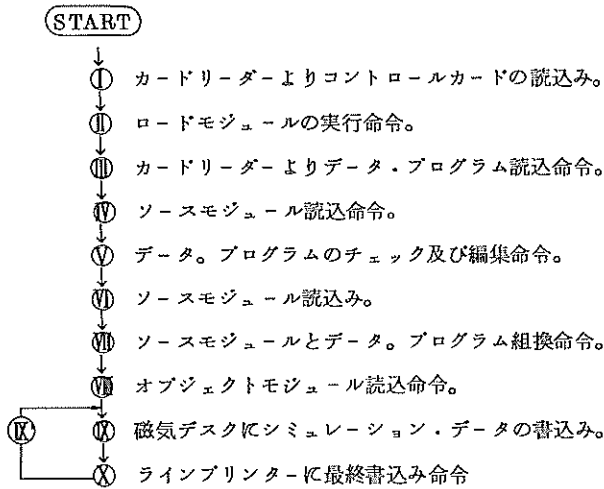 START
Ⅰ カードリーダーよりコントロールカードの読込み。
Ⅱ ロードモジュールの実行命令。
Ⅲ カードリーダーよりデータ・プログラム読込命令。
Ⅳ ソースモジュール読込命令。
Ⅴ データ。プログラムのチェック及び編集命令。
Ⅵ ソースモジュール読込み。
Ⅶ ソースモジュールとデータ。プログラム組換命令。
Ⅷ オブジェクトモジュール読込命令。
Ⅸ' Ⅸ 磁気デスクにシミュレーション・データの書込み。
Ⅹ ラインプリンターに最終書込み命令